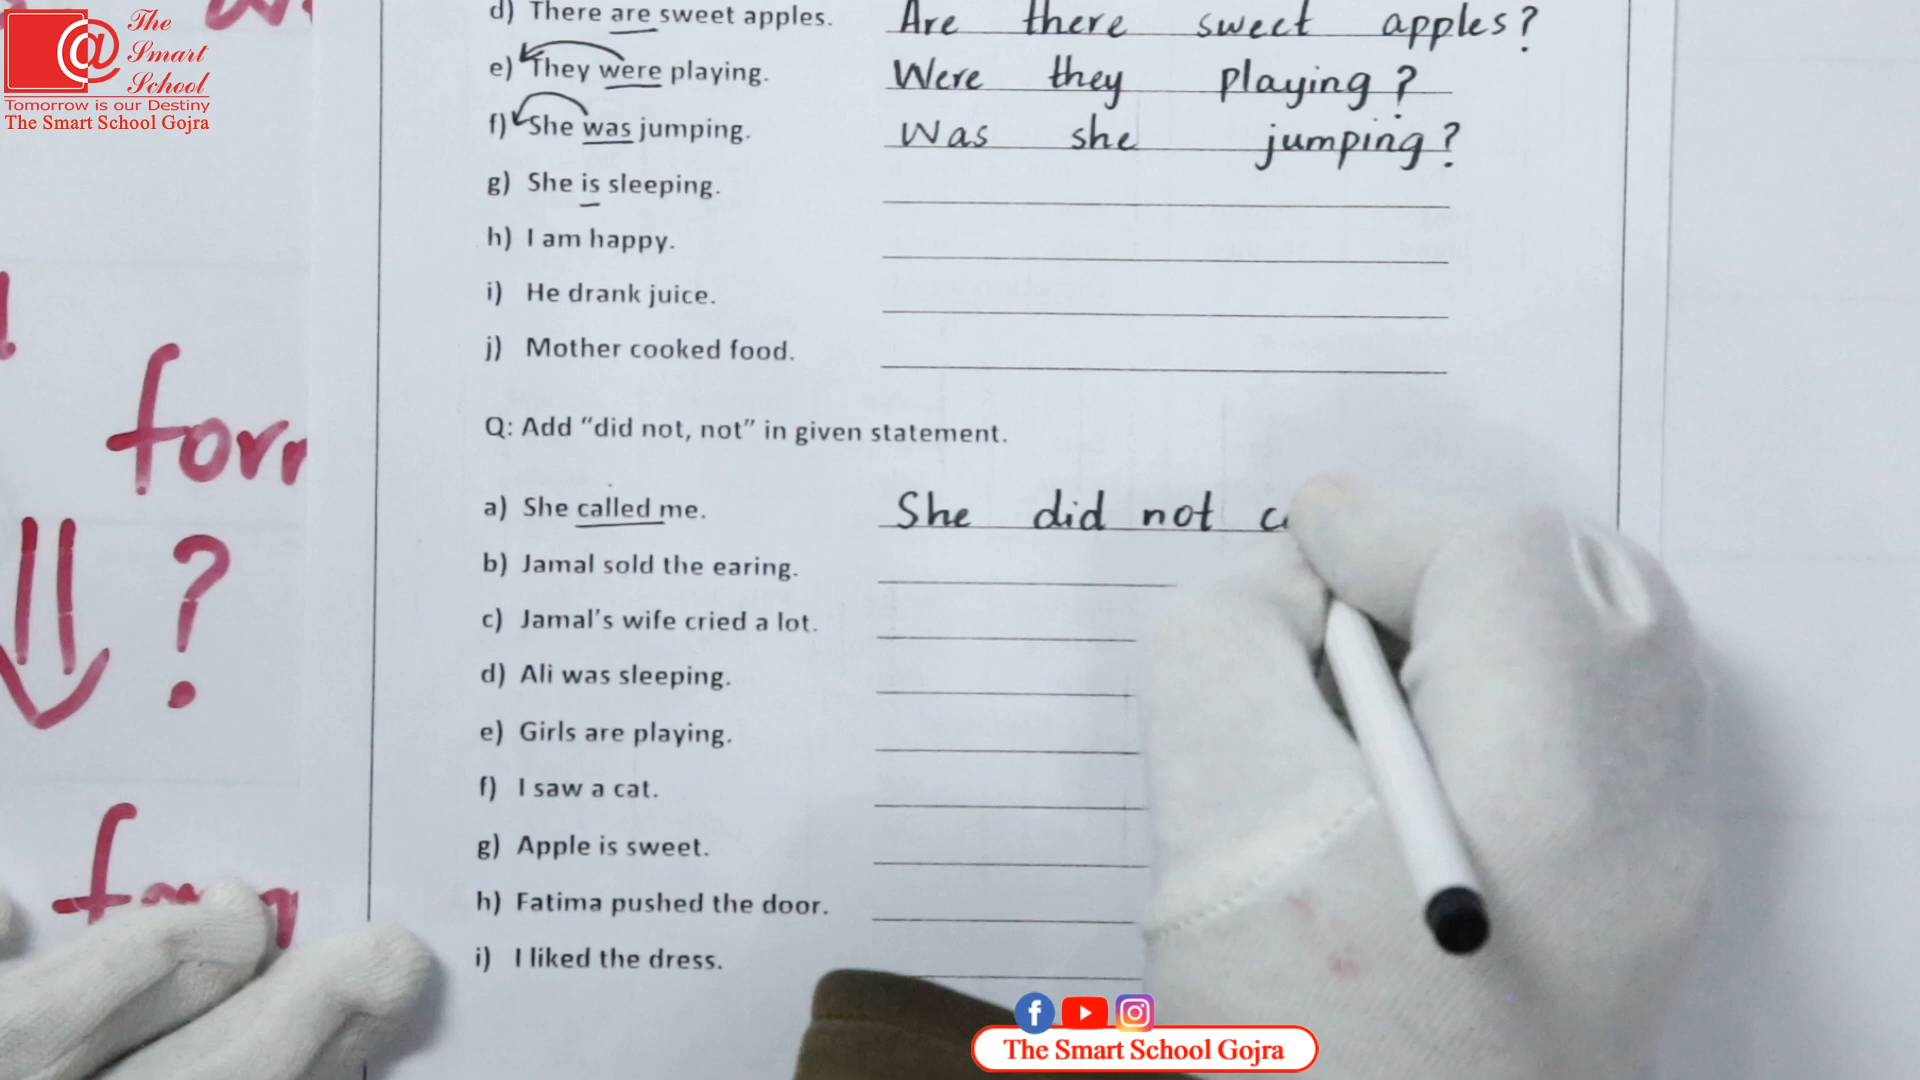 The
Smart
School
Tomorrow is our Destiny
The Smart School Gojra
d) There are sweet apples. Are there sweet apples?
e) They were playing. Were they playing?
f) She was jumping. Was she jumping?
g) She is sleeping.
h) I am happy.
i) He drank juice.
j) Mother cooked food.
form
?
Q: Add "did not, not" in given statement.
a) She called me. She did not
b) Jamal sold the earing.
c) Jamal's wife cried a lot.
d) Ali was sleeping.
e) Girls are playing.
f) I saw a cat.
g) Apple is sweet.
h) Fatima pushed the door.
i) I liked the dress.
The Smart School Gojra